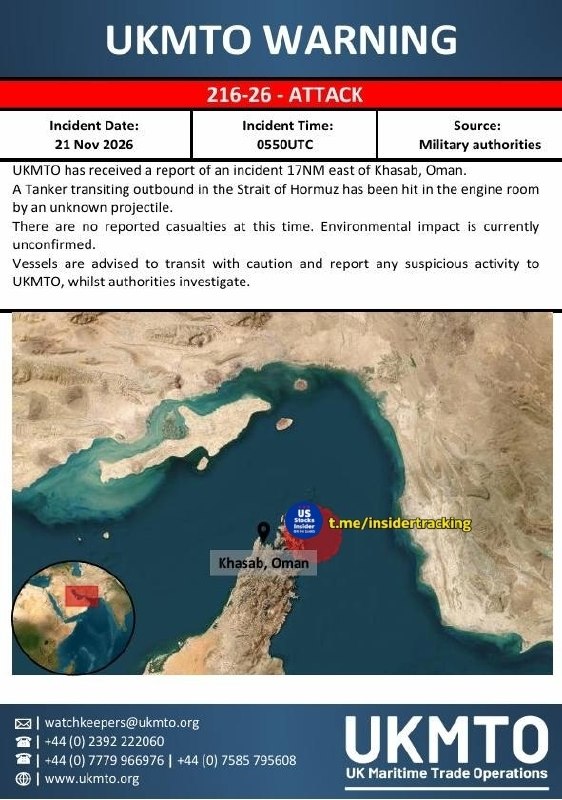 UKMTO WARNING
216-26 - ATTACK
Incident Date:
21 Nov 2026
Incident Time:
0550UTC
Source:
Military authorities
UKMTO has received a report of an incident 17NM east of Khasab, Oman.
A Tanker transiting outbound in the Strait of Hormuz has been hit in the engine room
by an unknown projectile.
There are no reported casualties at this time. Environmental impact is currently
unconfirmed.
Vessels are advised to transit with caution and report any suspicious activity to
UKMTO, whilst authorities investigate.
US
Stocks
Insider
t.me/insidertracking
Khasab, Oman
watchkeepers@ukmto.org
+44 (0) 2392 222060
+44 (0) 7779 966976 | +44 (0) 7585 795608
www.ukmto.org
UKMTO
UK Maritime Trade Operations